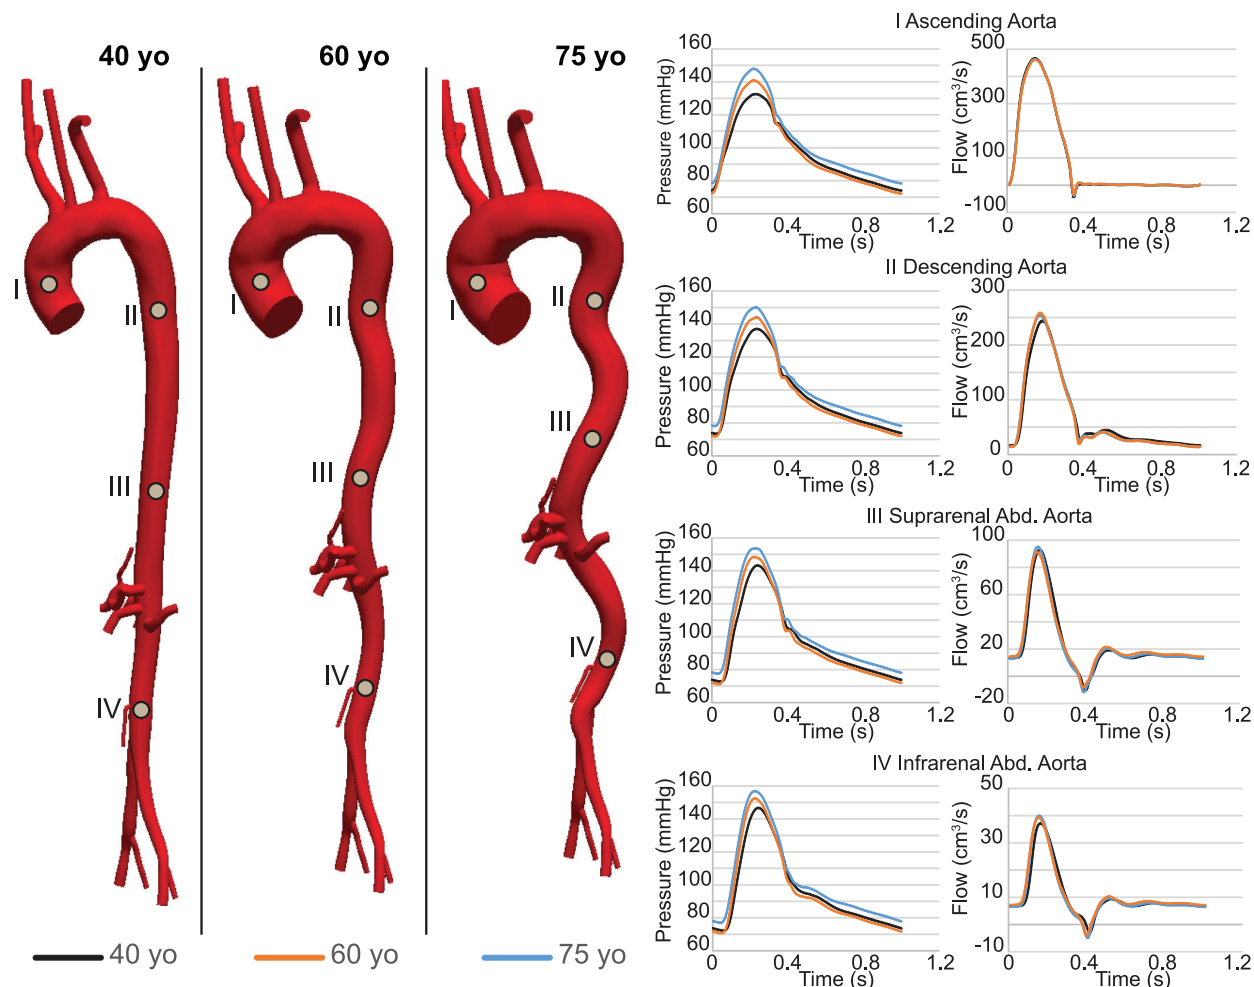 40 yo
60 yo
75 yo
I
II
III
IV
I
II
III
IV
I
II
III
IV
40 yo
60 yo
75 yo
I Ascending Aorta
Pressure (mmHg)
160
140
120
100
80
60
0
0.4
0.8
1.2
Time (s)
Flow (cm³/s)
500
300
100
-100
0
0.4
0.8
1.2
Time (s)
II Descending Aorta
Pressure (mmHg)
160
140
120
100
80
60
0
0.4
0.8
1.2
Time (s)
Flow (cm³/s)
300
200
100
0
0
0.4
0.8
1.2
Time (s)
III Suprarenal Abd. Aorta
Pressure (mmHg)
160
140
120
100
80
60
0
0.4
0.8
1.2
Time (s)
Flow (cm³/s)
100
60
20
-20
0
0.4
0.8
1.2
Time (s)
IV Infrarenal Abd. Aorta
Pressure (mmHg)
160
140
120
100
80
60
0
0.4
0.8
1.2
Time (s)
Flow (cm³/s)
50
30
10
-10
0
0.4
0.8
1.2
Time (s)